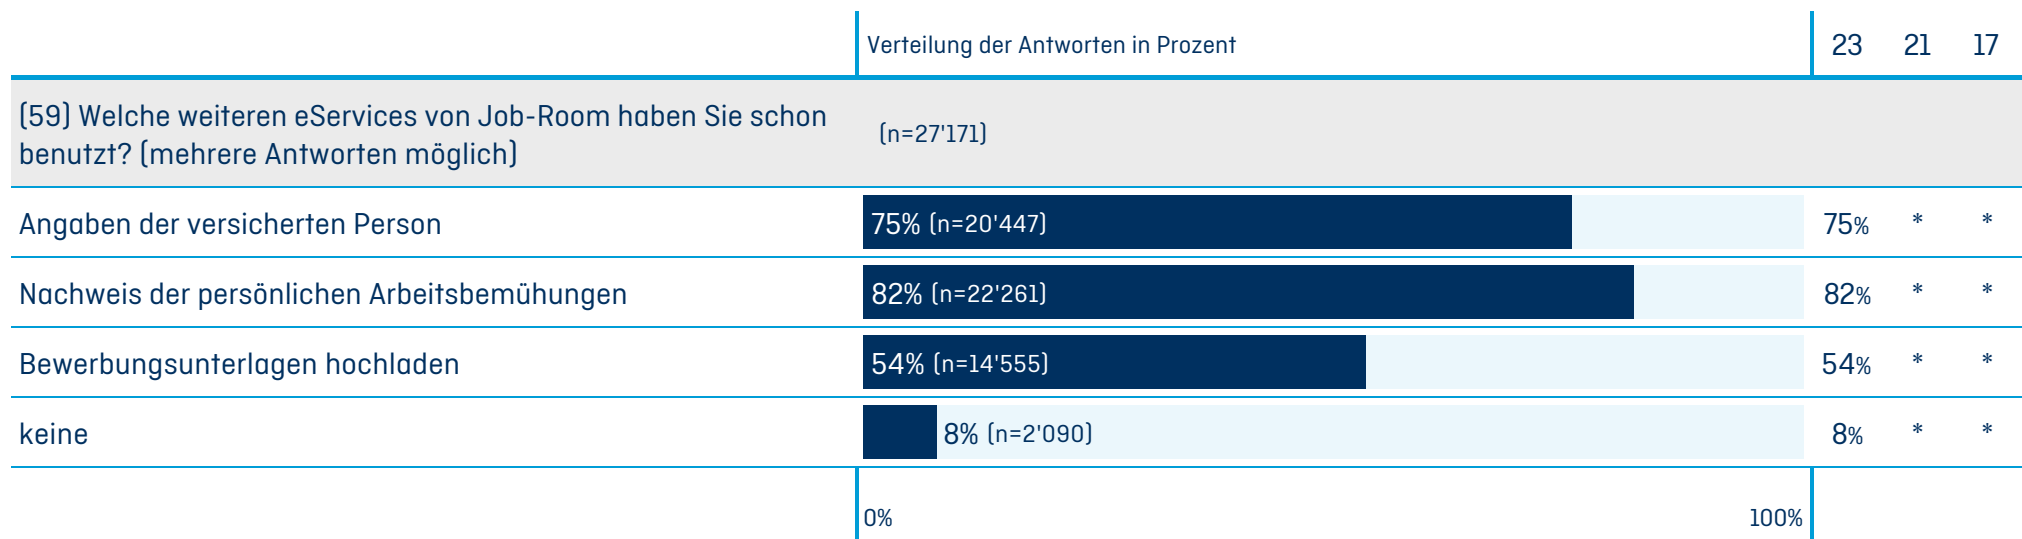 Verteilung der Antworten in Prozent 23 21 17
(59) Welche weiteren eServices von Job-Room haben Sie schon
benutzt? (mehrere Antworten möglich)
(n=27'171)
Angaben der versicherten Person 75% (n=20'447) 75% * *
Nachweis der persönlichen Arbeitsbemühungen 82% (n=22'261) 82% * *
Bewerbungsunterlagen hochladen 54% (n=14'555) 54% * *
keine 8% (n=2'090) 8% * *
0% 100%